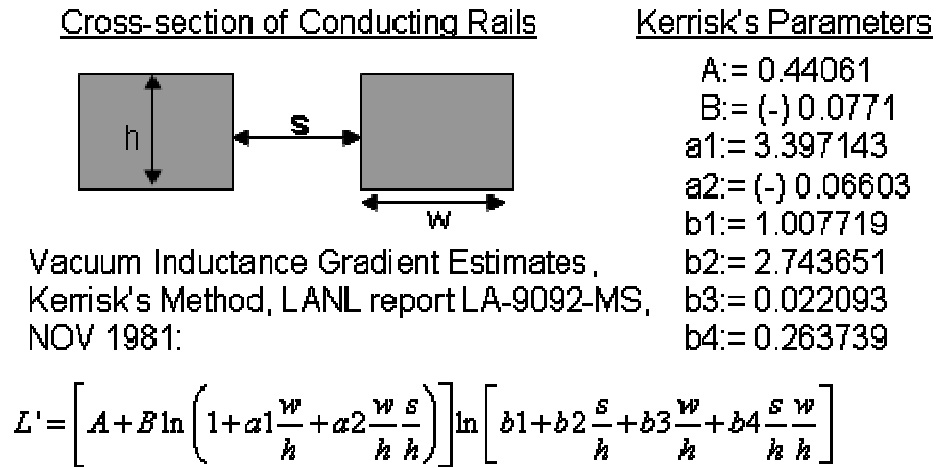 Cross-section of Conducting Rails
h
s
w
Vacuum Inductance Gradient Estimates,
Kerrisk's Method, LANL report LA-9092-MS,
NOV 1981:
Kerrisk's Parameters
A:= 0.44061
B:= (-) 0.0771
a1:= 3.397143
a2:= (-) 0.06603
b1:= 1.007719
b2:= 2.743651
b3:= 0.022093
b4:= 0.263739
L'=[A+B ln(1+a1 w/h+a2 w/h s/h)]ln[b1+b2 s/h+b3 w/h+b4 s/h w/h]